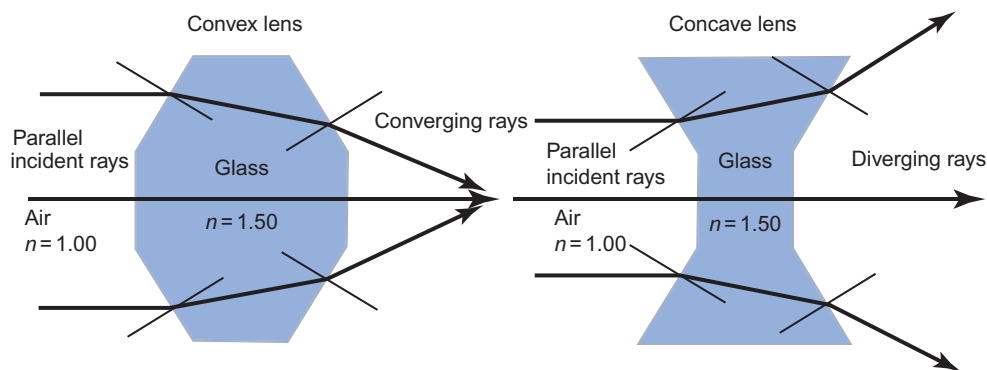 Convex lens
Parallel
incident rays
Glass
Converging rays
Air
n = 1.00
n = 1.50
Concave lens
Parallel
incident rays
Glass
Diverging rays
Air
n = 1.00
n = 1.50